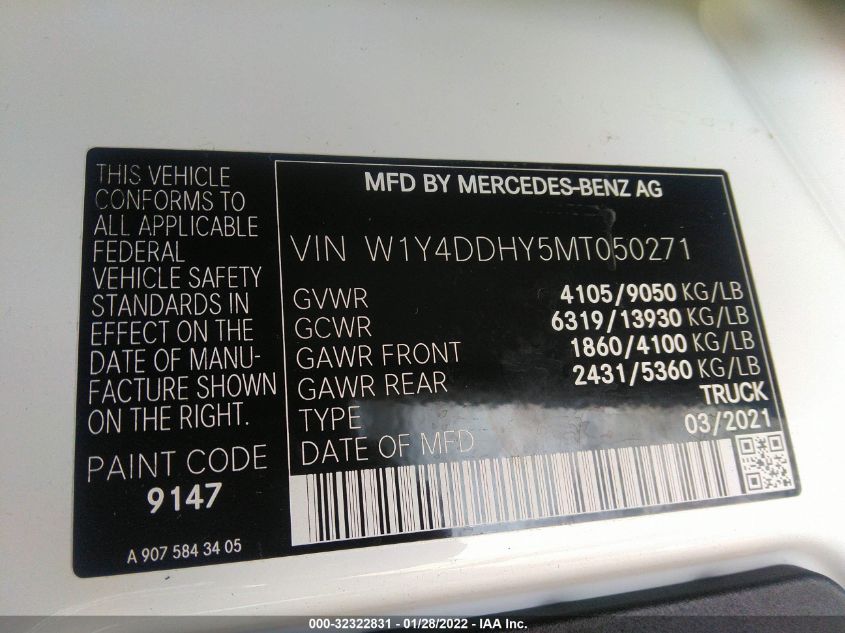 THIS VEHICLE
CONFORMS TO
ALL APPLICABLE
FEDERAL
VEHICLE SAFETY
STANDARDS IN
EFFECT ON THE
DATE OF MANU-
FACTURE SHOWN
ON THE RIGHT.
PAINT CODE
9147
A 907 584 34 05
MFD BY MERCEDES-BENZ AG
VIN W1Y4DDHY5MT050271
GVWR 4105/9050 KG/LB
GCWR 6319/13930 KG/LB
GAWR FRONT 1860/4100 KG/LB
GAWR REAR 2431/5360 KG/LB
TYPE TRUCK
DATE OF MFD 03/2021
000-32322831 - 01/28/2022 - IAA Inc.